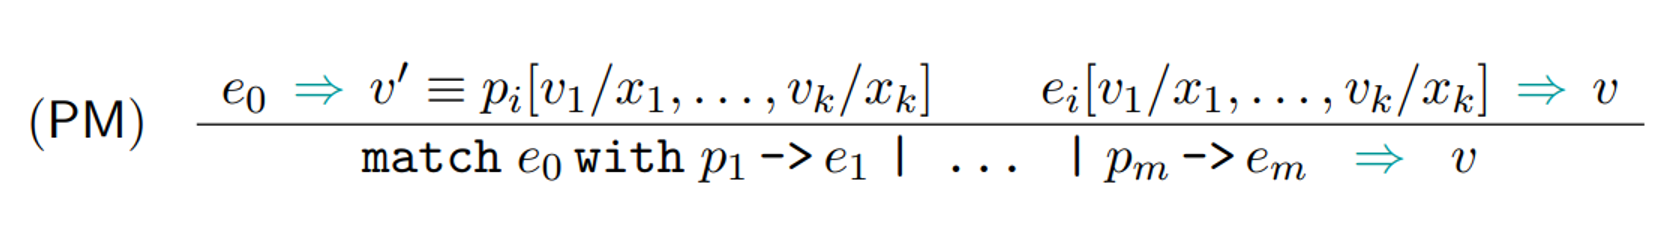 (PM) e₀ ⇒ v′ ≡ pᵢ[v₁/x₁, . . . , vₖ/xₖ] eᵢ[v₁/x₁, . . . , vₖ/xₖ] ⇒ v
match e₀ with p₁ -> e₁ | ... | pₘ -> eₘ ⇒ v